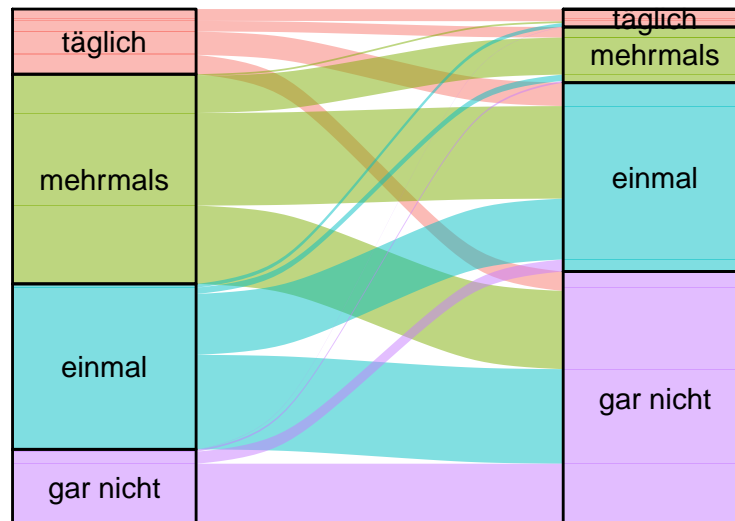 täglich
mehrmals
einmal
gar nicht
täglich
mehrmals
einmal
gar nicht